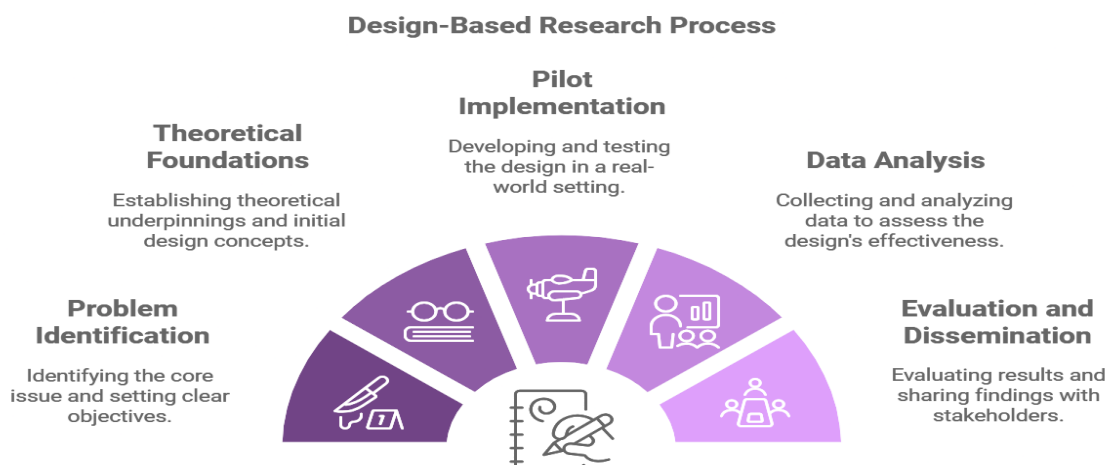 Design-Based Research Process
Pilot
Implementation
Developing and testing
the design in a real-
world setting.
Theoretical
Foundations
Establishing theoretical
underpinnings and initial
design concepts.
Data Analysis
Collecting and analyzing
data to assess the
design's effectiveness.
Problem
Identification
Identifying the core
issue and setting clear
objectives.
Evaluation and
Dissemination
Evaluating results and
sharing findings with
stakeholders.
1